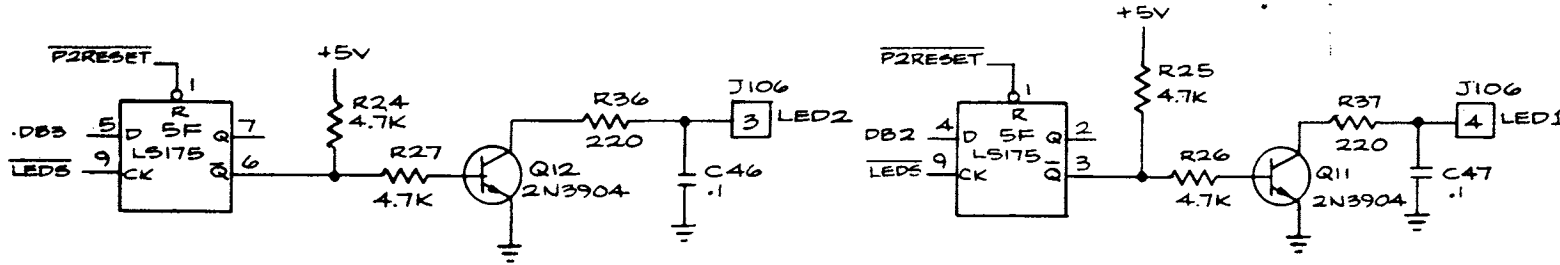 P2RESET
1
R
5F
LS175
.DB3
5
D
Q
7
LEDS
9
CK
Q
6
+5V
R24
4.7K
R27
4.7K
Q12
2N3904
R36
220
C46
.1
J106
3
LED2
P2RESET
1
R
5F
LS175
DB2
4
D
Q
2
LEDS
9
CK
Q
3
+5V
R25
4.7K
R26
4.7K
Q11
2N3904
R37
220
C47
.1
J106
4
LED1